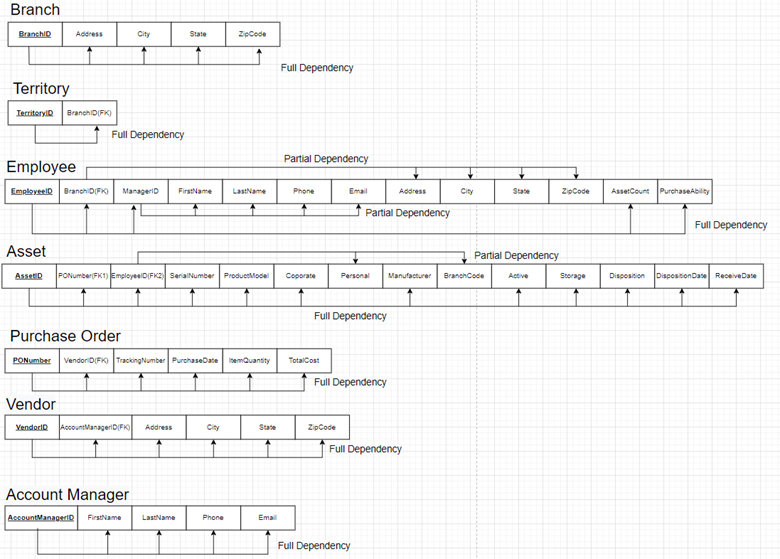 Branch
BranchID Address City State ZipCode
Full Dependency
Territory
TerritoryID BranchID(FK)
Full Dependency
Partial Dependency
Employee
EmployeeID BranchID(FK) ManagerID FirstName LastName Phone Email Address City State ZipCode AssetCount PurchaseAbility
Partial Dependency
Full Dependency
Asset
Partial Dependency
AssetID PONumber(FK1) EmployeeID(FK2) SerialNumber ProductModel Coporate Personal Manufacturer BranchCode Active Storage Disposition DispositionDate ReceiveDate
Full Dependency
Purchase Order
PONumber VendorID(FK) TrackingNumber PurchaseDate ItemQuantity TotalCost
Full Dependency
Vendor
VendorID AccountManagerID(FK) Address City State ZipCode
Full Dependency
Account Manager
AccountManagerID FirstName LastName Phone Email
Full Dependency